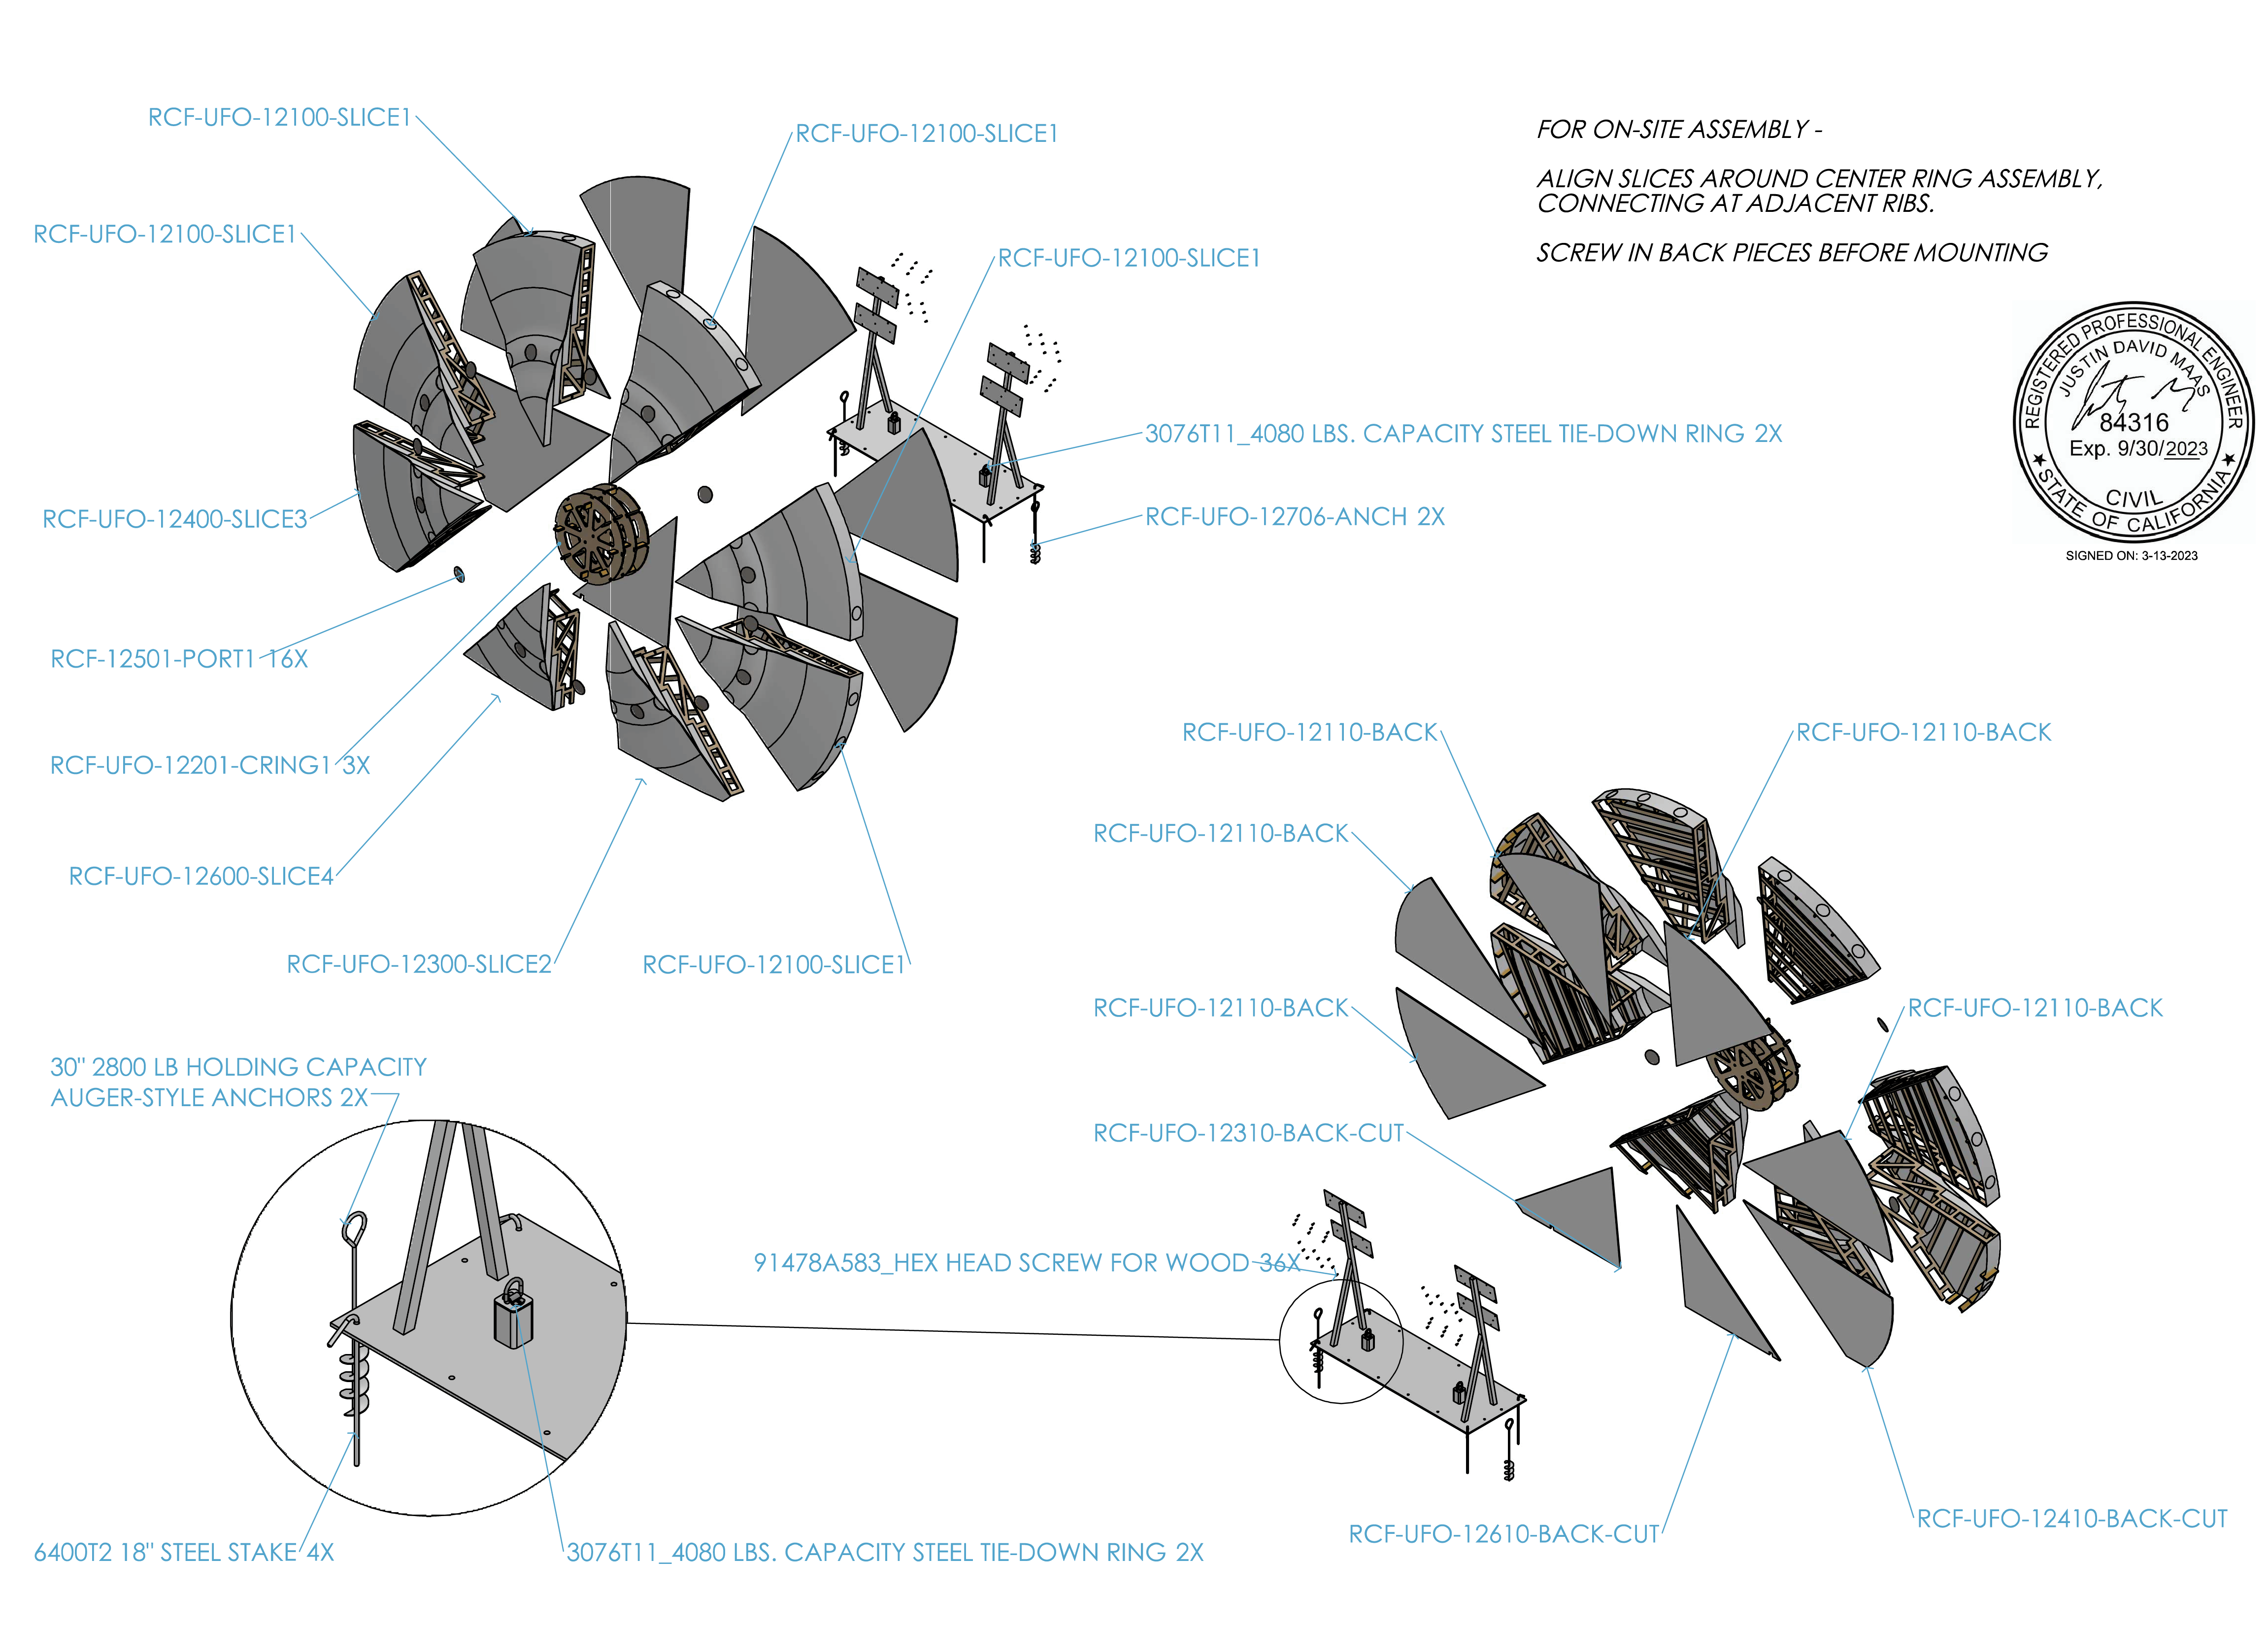 RCF-UFO-12100-SLICE1
RCF-UFO-12100-SLICE1
RCF-UFO-12100-SLICE1
RCF-UFO-12100-SLICE1
RCF-UFO-12400-SLICE3
RCF-12501-PORT1 16X
RCF-UFO-12201-CRING1 3X
RCF-UFO-12600-SLICE4
RCF-UFO-12300-SLICE2
RCF-UFO-12100-SLICE1
3076T11_4080 LBS. CAPACITY STEEL TIE-DOWN RING 2X
RCF-UFO-12706-ANCH 2X
FOR ON-SITE ASSEMBLY -
ALIGN SLICES AROUND CENTER RING ASSEMBLY,
CONNECTING AT ADJACENT RIBS.
SCREW IN BACK PIECES BEFORE MOUNTING
REGISTERED PROFESSIONAL ENGINEER
JUSTIN DAVID MAAS
84316
Exp. 9/30/2023
CIVIL
★ STATE OF CALIFORNIA ★
SIGNED ON: 3-13-2023
RCF-UFO-12110-BACK
RCF-UFO-12110-BACK
RCF-UFO-12110-BACK
RCF-UFO-12110-BACK
RCF-UFO-12110-BACK
RCF-UFO-12310-BACK-CUT
91478A583_HEX HEAD SCREW FOR WOOD 36X
RCF-UFO-12610-BACK-CUT
RCF-UFO-12410-BACK-CUT
30" 2800 LB HOLDING CAPACITY
AUGER-STYLE ANCHORS 2X
6400T2 18" STEEL STAKE 4X
3076T11_4080 LBS. CAPACITY STEEL TIE-DOWN RING 2X